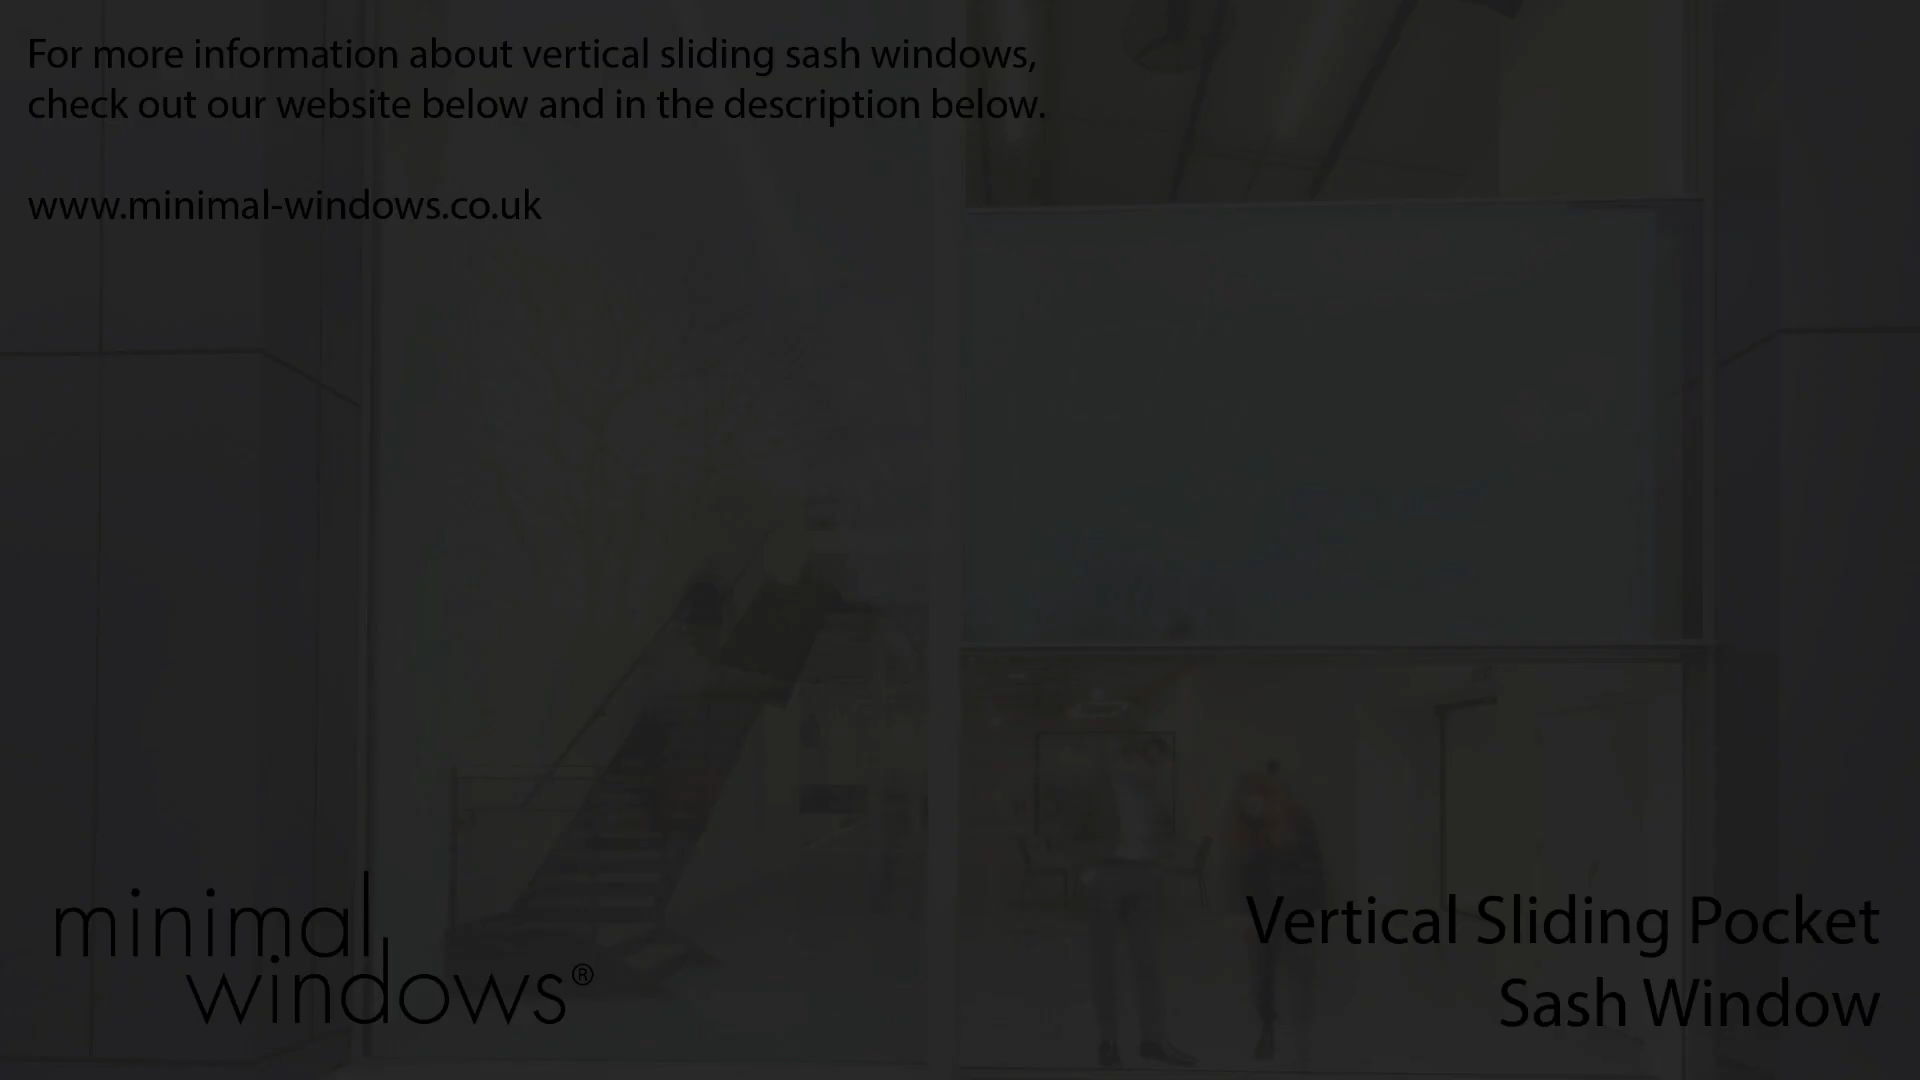 For more information about vertical sliding sash windows,
check out our website below and in the description below.
www.minimal-windows.co.uk
minimal
windows®
Vertical Sliding Pocket
Sash Window